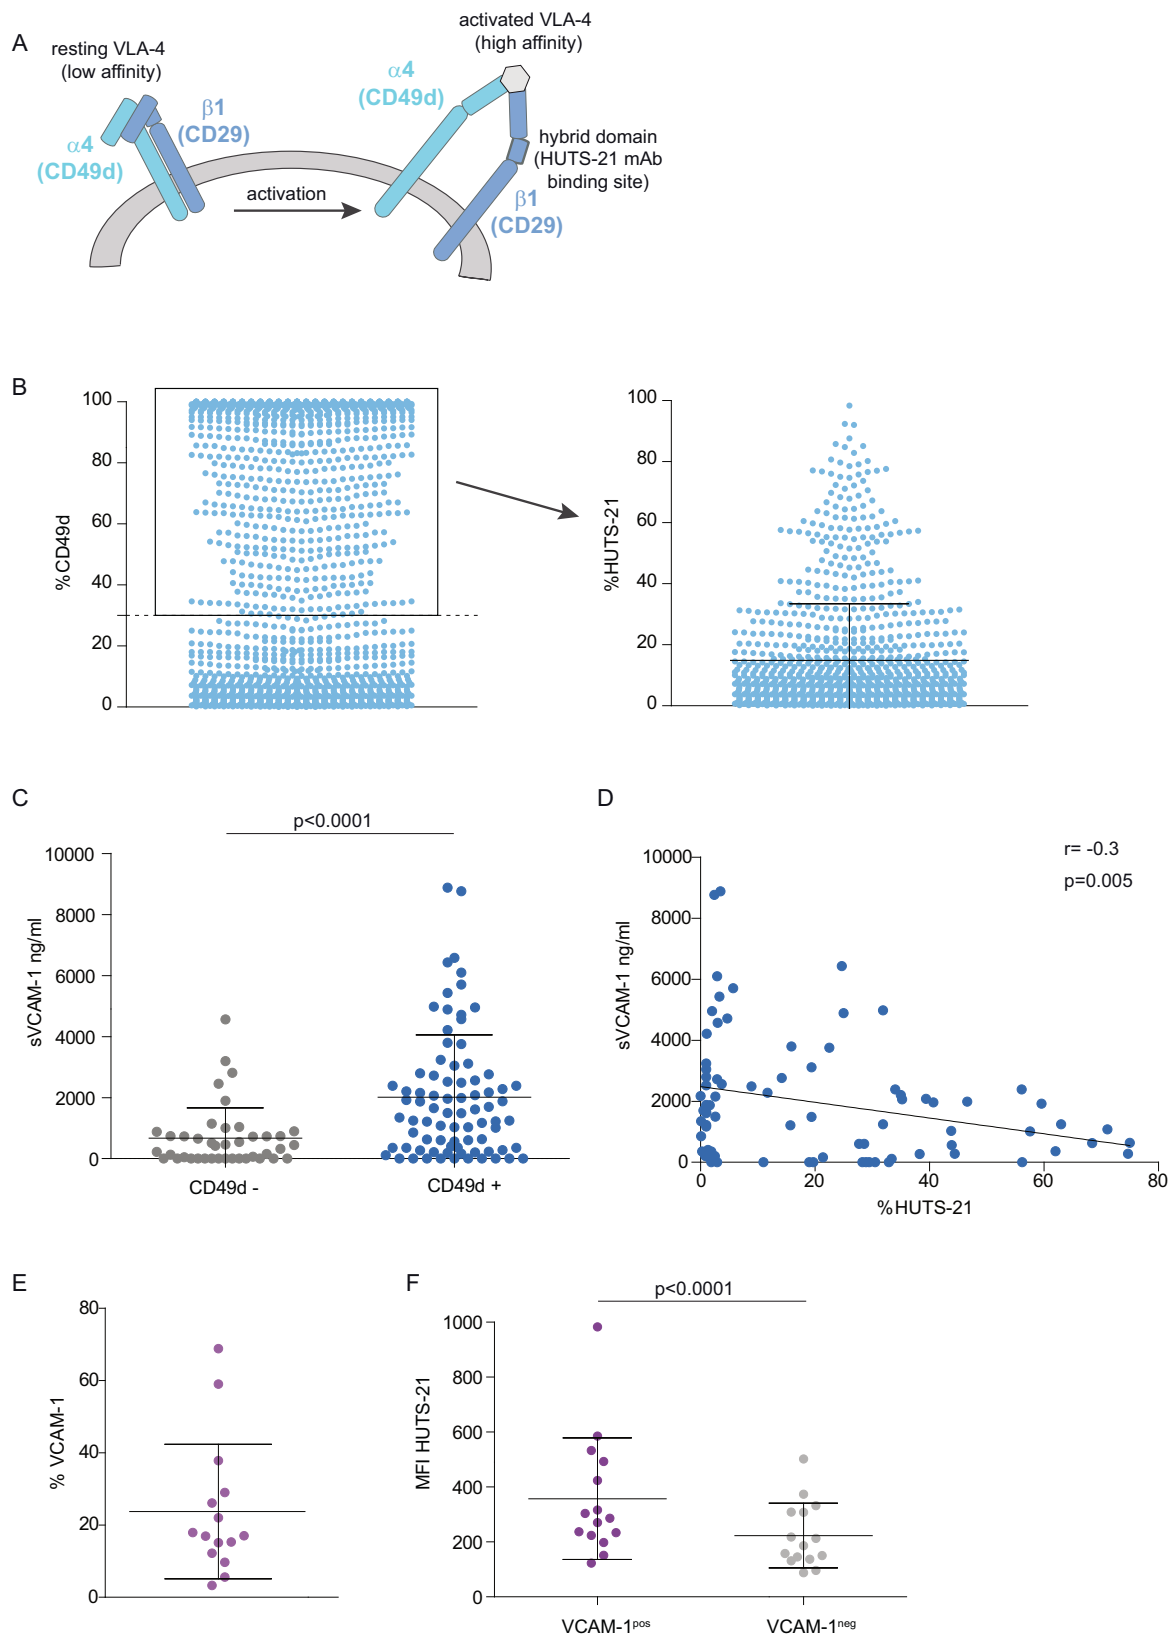 A
resting VLA-4
(low affinity)
α4
(CD49d)
β1
(CD29)
activation
activated VLA-4
(high affinity)
α4
(CD49d)
hybrid domain
(HUTS-21 mAb
binding site)
β1
(CD29)
B
%CD49d
100
80
60
40
20
0
%HUTS-21
100
80
60
40
20
0
C
p<0.0001
sVCAM-1 ng/ml
10000
8000
6000
4000
2000
0
CD49d -
CD49d +
D
r= -0.3
p=0.005
sVCAM-1 ng/ml
10000
8000
6000
4000
2000
0
0
20
40
60
80
%HUTS-21
E
% VCAM-1
80
60
40
20
0
F
p<0.0001
MFI HUTS-21
1000
800
600
400
200
0
VCAM-1pos
VCAM-1neg